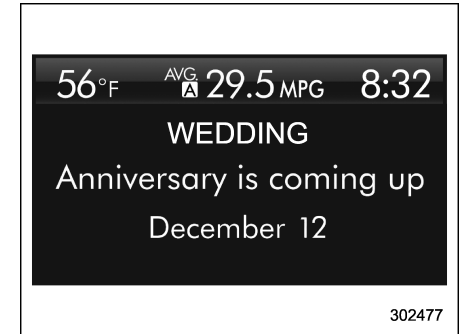 56°F AVG. A 29.5 MPG 8:32
WEDDING
Anniversary is coming up
December 12
302477